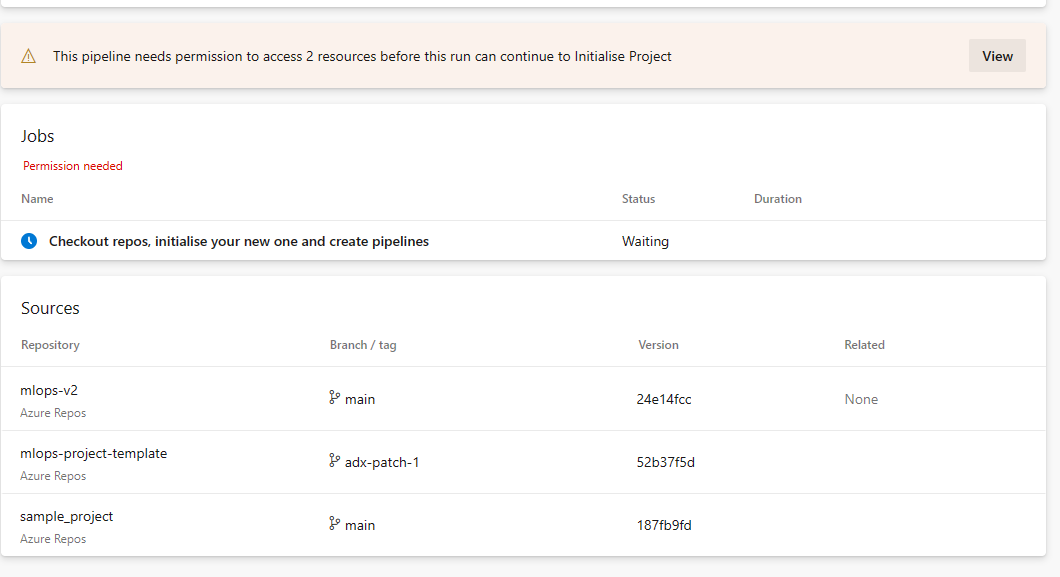 This pipeline needs permission to access 2 resources before this run can continue to Initialise Project View
Jobs
Permission needed
Name Status Duration
Checkout repos, initialise your new one and create pipelines Waiting
Sources
Repository Branch / tag Version Related
mlops-v2
Azure Repos
main 24e14fcc None
mlops-project-template
Azure Repos
adx-patch-1 52b37f5d
sample_project
Azure Repos
main 187fb9fd